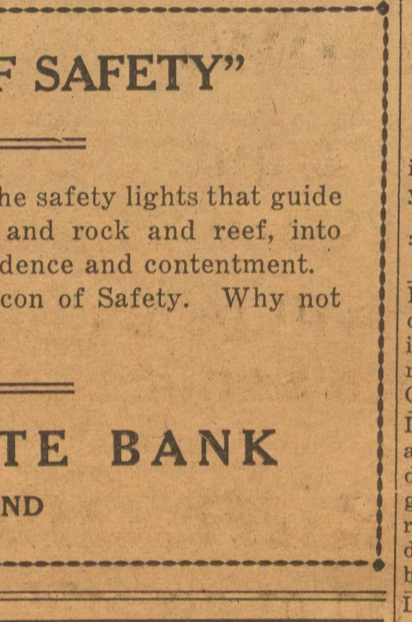 F SAFETY”
he safety lights that guide
and rock and reef, into
dence and contentment.
con of Safety. Why not
TE BANK
ND